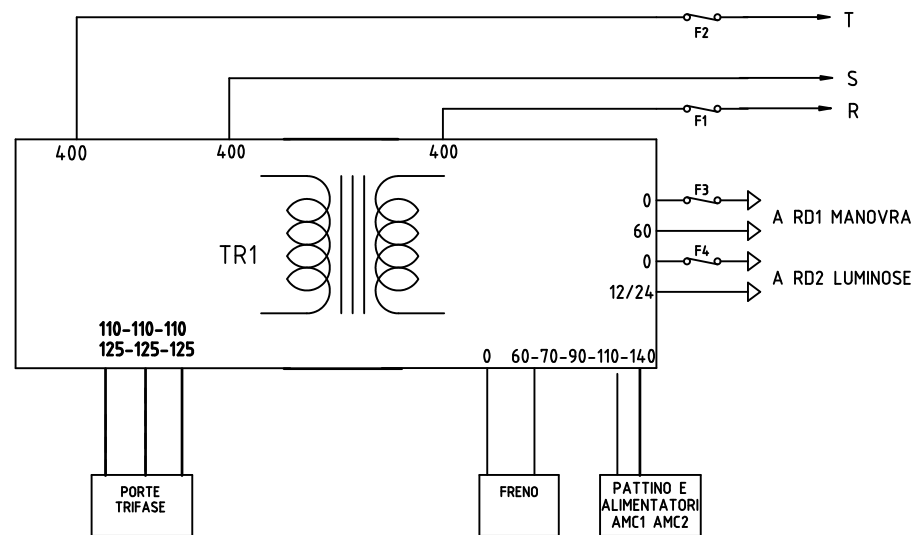 T
F2
S
R
F1
400
400
400
0
F3
A RD1 MANOVRA
60
TR1
0
F4
A RD2 LUMINOSE
12/24
110-110-110
125-125-125
0
60-70-90-110-140
PORTE
TRIFASE
FRENO
PATTINO E
ALIMENTATORI
AMC1 AMC2